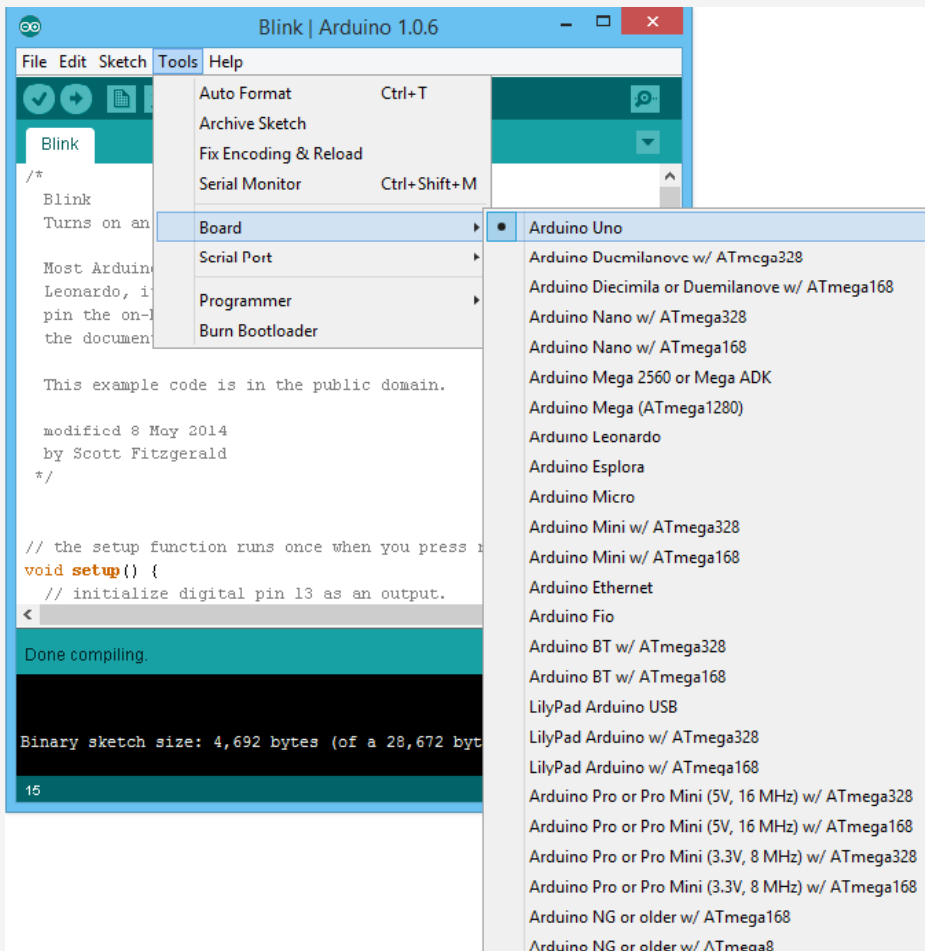 Blink | Arduino 1.0.6
File Edit Sketch Tools Help
Auto Format Ctrl+T
Archive Sketch
Fix Encoding & Reload
Serial Monitor Ctrl+Shift+M
Board
Serial Port
Programmer
Burn Bootloader
Blink
/*
Blink
Turns on an
Most Arduino
Leonardo, i
pin the on-
the documen
This example code is in the public domain.
modified 8 May 2014
by Scott Fitzgerald
*/
// the setup function runs once when you press
void setup() {
// initialize digital pin 13 as an output.
Done compiling.
Binary sketch size: 4,692 bytes (of a 28,672 byt
15
Arduino Uno
Arduino Duemilanove w/ ATmega328
Arduino Diecimila or Duemilanove w/ ATmega168
Arduino Nano w/ ATmega328
Arduino Nano w/ ATmega168
Arduino Mega 2560 or Mega ADK
Arduino Mega (ATmega1280)
Arduino Leonardo
Arduino Esplora
Arduino Micro
Arduino Mini w/ ATmega328
Arduino Mini w/ ATmega168
Arduino Ethernet
Arduino Fio
Arduino BT w/ ATmega328
Arduino BT w/ ATmega168
LilyPad Arduino USB
LilyPad Arduino w/ ATmega328
LilyPad Arduino w/ ATmega168
Arduino Pro or Pro Mini (5V, 16 MHz) w/ ATmega328
Arduino Pro or Pro Mini (5V, 16 MHz) w/ ATmega168
Arduino Pro or Pro Mini (3.3V, 8 MHz) w/ ATmega328
Arduino Pro or Pro Mini (3.3V, 8 MHz) w/ ATmega168
Arduino NG or older w/ ATmega168
Arduino NG or older w/ ATmega8